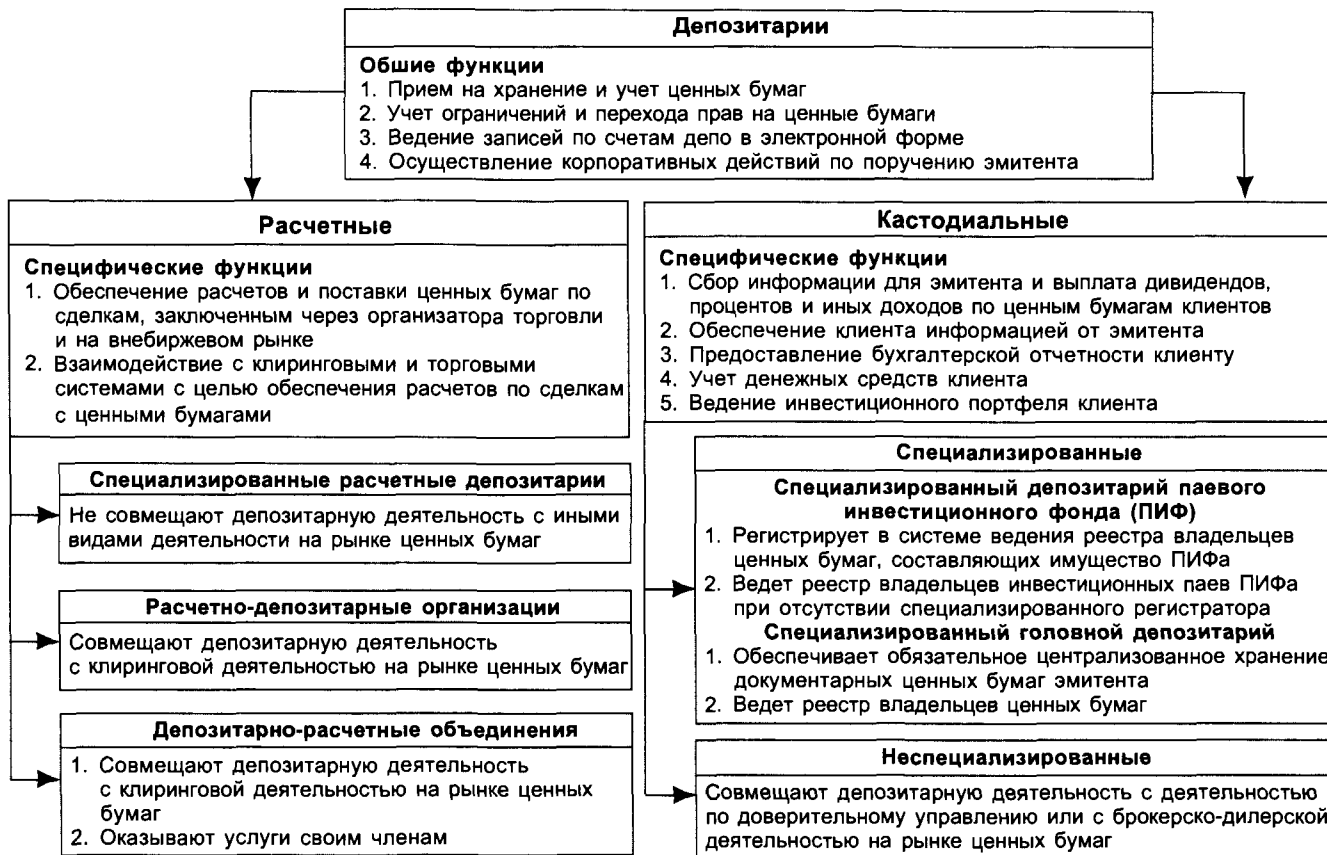 Депозитарии
Обшие функции
1. Прием на хранение и учет ценных бумаг
2. Учет ограничений и перехода прав на ценные бумаги
3. Ведение записей по счетам депо в электронной форме
4. Осуществление корпоративных действий по поручению эмитента
Расчетные
Специфические функции
1. Обеспечение расчетов и поставки ценных бумаг по
сделкам, заключенным через организатора торговли
и на внебиржевом рынке
2. Взаимодействие с клиринговыми и торговыми
системами с целью обеспечения расчетов по сделкам
с ценными бумагами
Специализированные расчетные депозитарии
Не совмещают депозитарную деятельность с иными
видами деятельности на рынке ценных бумаг
Расчетно-депозитарные организации
Совмещают депозитарную деятельность
с клиринговой деятельностью на рынке ценных бумаг
Депозитарно-расчетные объединения
1. Совмещают депозитарную деятельность
с клиринговой деятельностью на рынке ценных
бумаг
2. Оказывают услуги своим членам
Кастодиальные
Специфические функции
1. Сбор информации для эмитента и выплата дивидендов,
процентов и иных доходов по ценным бумагам клиентов
2. Обеспечение клиента информацией от эмитента
3. Предоставление бухгалтерской отчетности клиенту
4. Учет денежных средств клиента
5. Ведение инвестиционного портфеля клиента
Специализированные
Специализированный депозитарий паевого
инвестиционного фонда (ПИФ)
1. Регистрирует в системе ведения реестра владельцев
ценных бумаг, составляющих имущество ПИФа
2. Ведет реестр владельцев инвестиционных паев ПИФа
при отсутствии специализированного регистратора
Специализированный головной депозитарий
1. Обеспечивает обязательное централизованное хранение
документарных ценных бумаг эмитента
2. Ведет реестр владельцев ценных бумаг
Неспециализированные
Совмещают депозитарную деятельность с деятельностью
по доверительному управлению или с брокерско-дилерской
деятельностью на рынке ценных бумаг